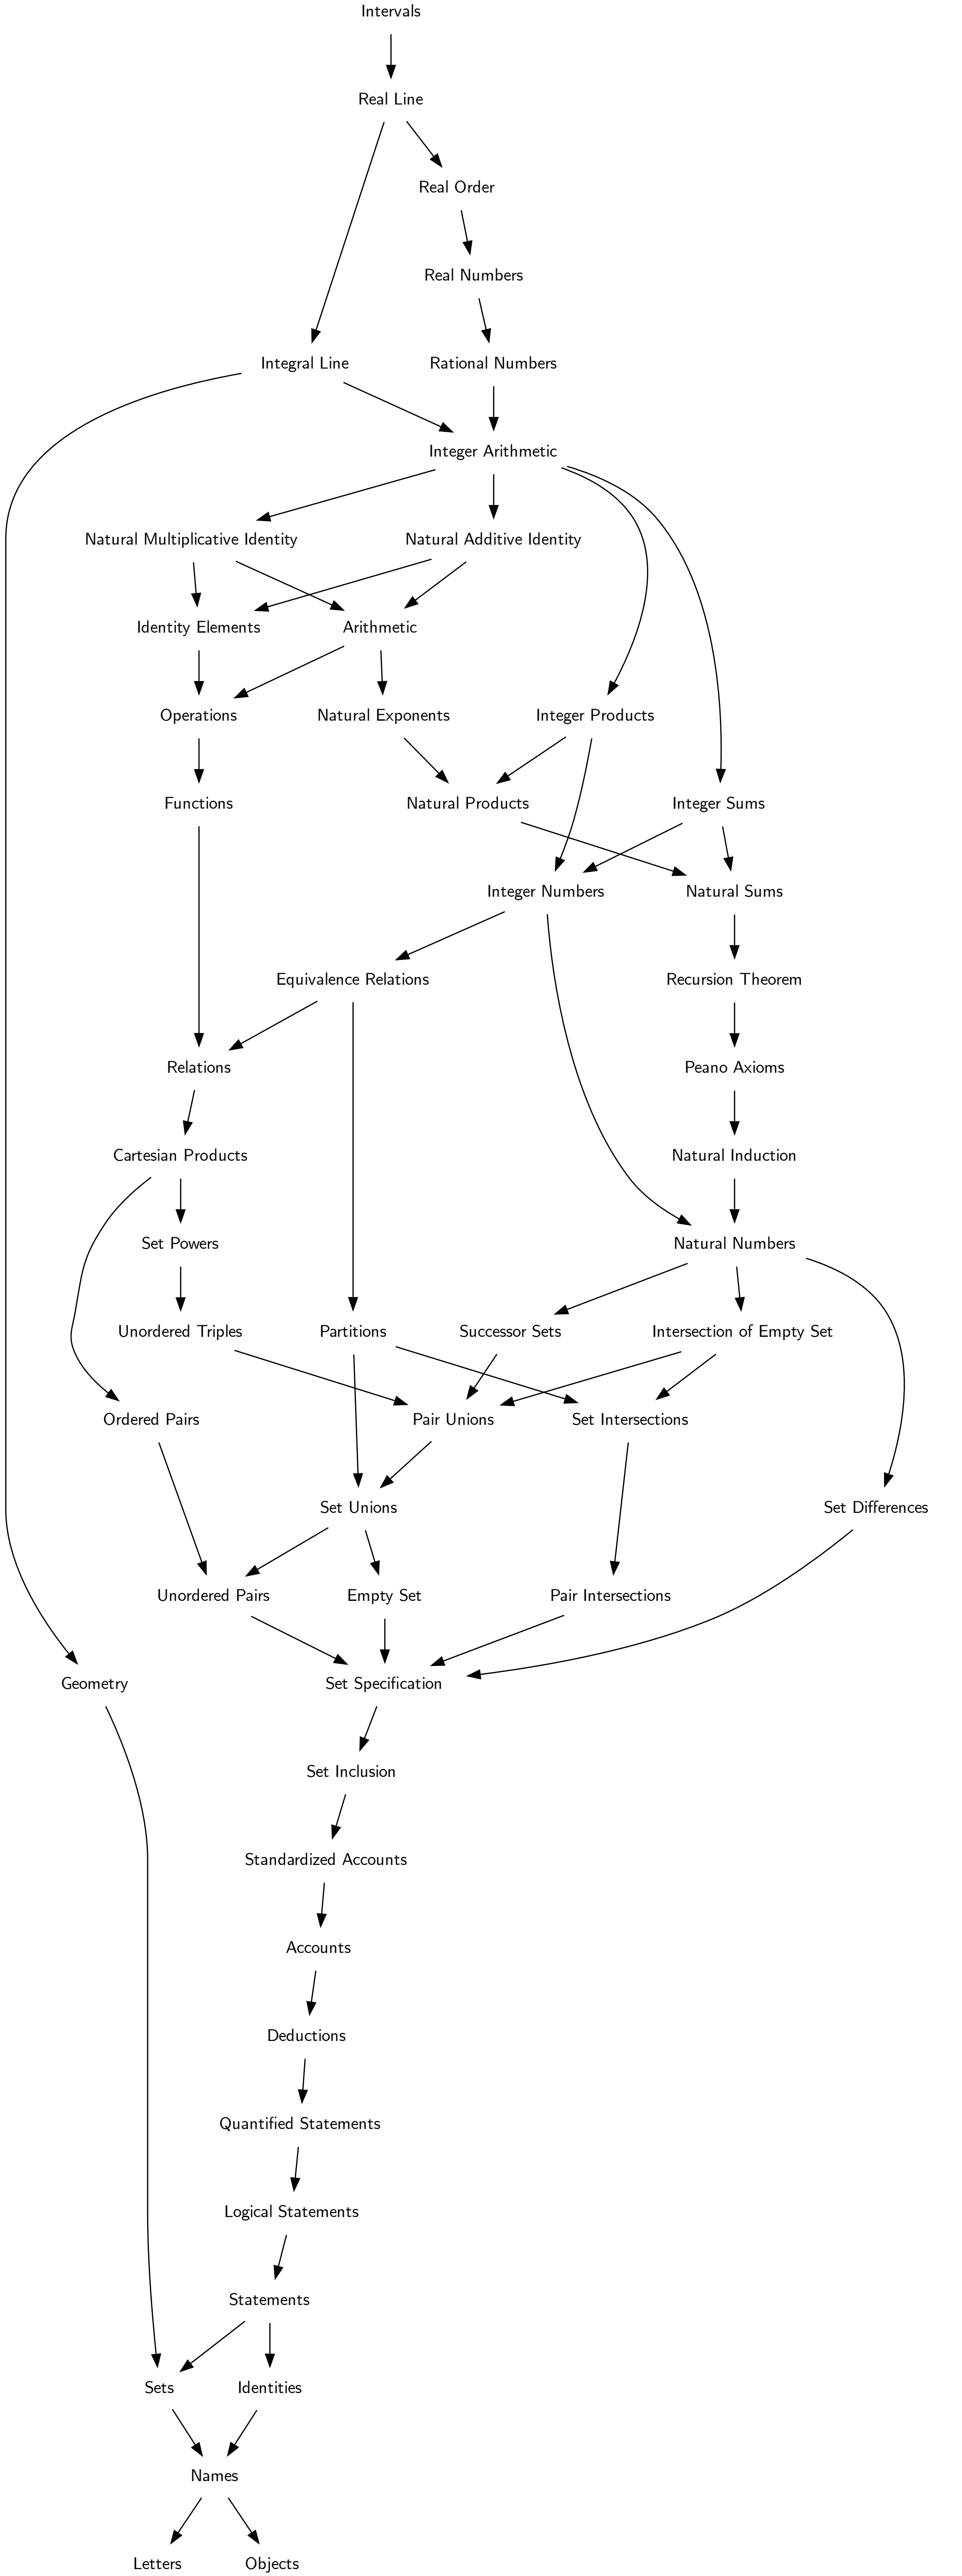 Intervals
Real Line
Real Order
Real Numbers
Integral Line
Rational Numbers
Integer Arithmetic
Natural Multiplicative Identity
Natural Additive Identity
Identity Elements
Arithmetic
Operations
Natural Exponents
Integer Products
Functions
Natural Products
Integer Sums
Integer Numbers
Natural Sums
Equivalence Relations
Recursion Theorem
Relations
Peano Axioms
Cartesian Products
Natural Induction
Set Powers
Natural Numbers
Unordered Triples
Partitions
Successor Sets
Intersection of Empty Set
Ordered Pairs
Pair Unions
Set Intersections
Set Unions
Set Differences
Unordered Pairs
Empty Set
Pair Intersections
Geometry
Set Specification
Set Inclusion
Standardized Accounts
Accounts
Deductions
Quantified Statements
Logical Statements
Statements
Sets
Identities
Names
Letters
Objects